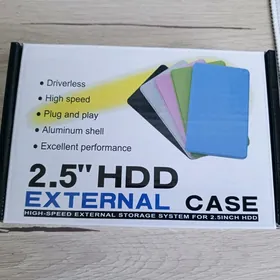 • Driverless
• High speed
• Plug and play
• Aluminum shell
• Excellent performance
2.5" HDD
EXTERNAL CASE
HIGH-SPEED EXTERNAL STORAGE SYSTEM FOR 2.5INCH HDD